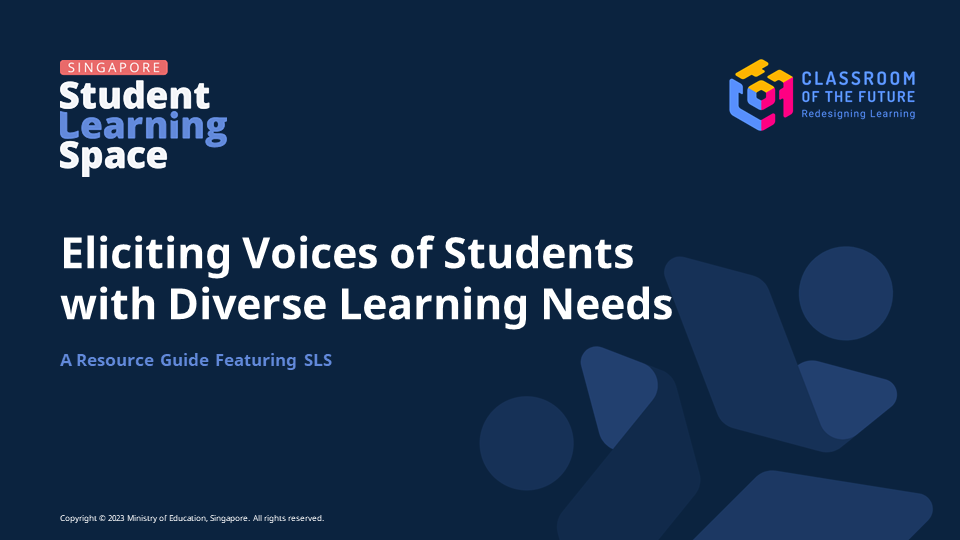 SINGAPORE
Student
Learning
Space
CLASSROOM
OF THE FUTURE
Redesigning Learning
Eliciting Voices of Students
with Diverse Learning Needs
A Resource Guide Featuring SLS
Copyright © 2023 Ministry of Education, Singapore. All rights reserved.